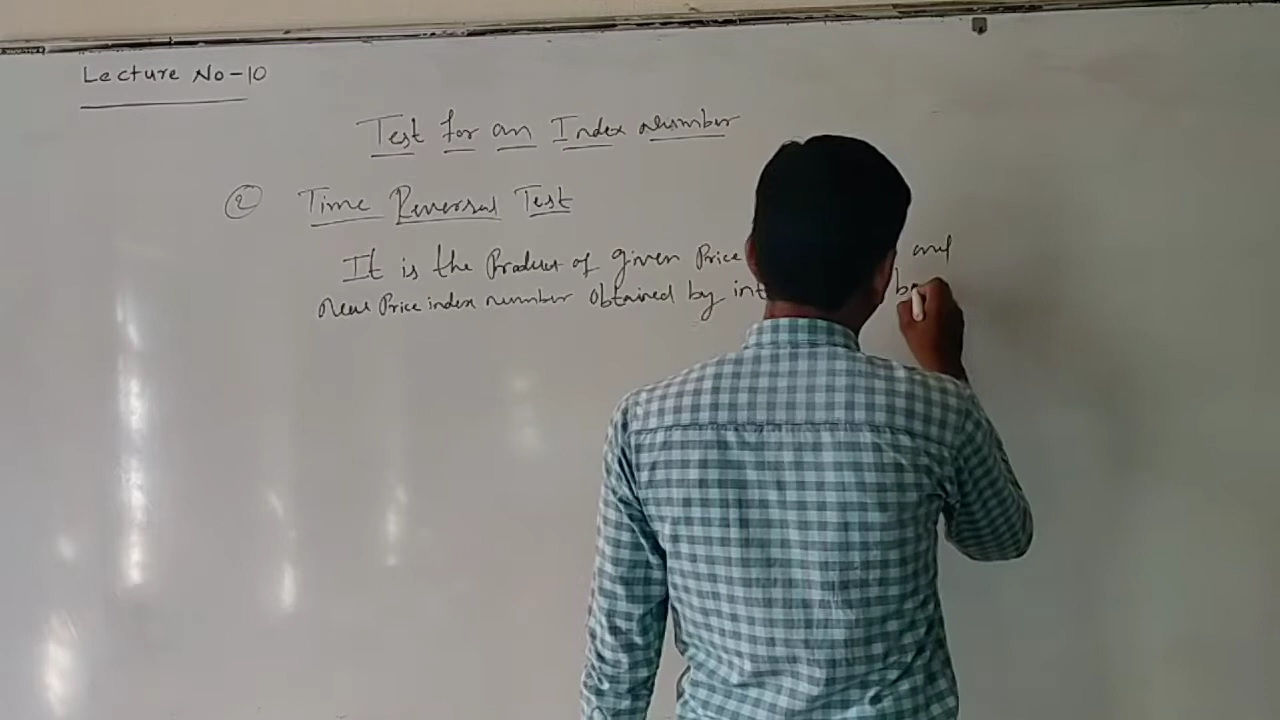 Lecture No-10
Test for an Index Number
② Time Reversal Test
It is the Product of given Price and
new Price index number obtained by